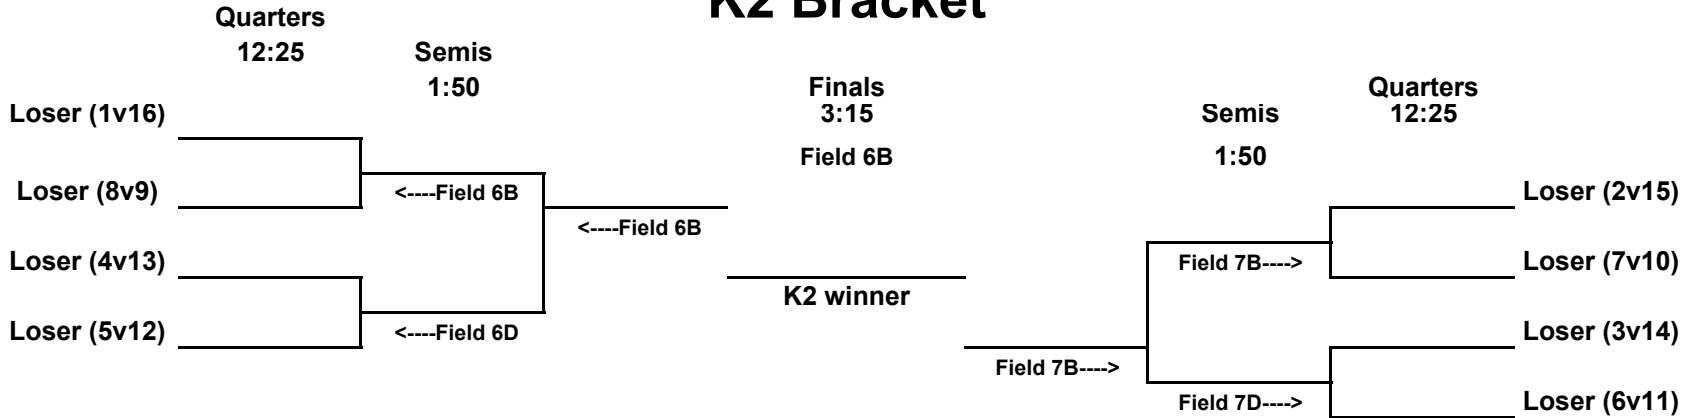 K2 Bracket
Quarters
12:25
Semis
1:50
Finals
3:15
Field 6B
Quarters
12:25
Semis
1:50
Loser (1v16)
Loser (8v9)
<----Field 6B
<----Field 6B
Loser (4v13)
Loser (5v12)
<----Field 6D
K2 winner
Loser (2v15)
Field 7B---->
Loser (7v10)
Loser (3v14)
Field 7B---->
Field 7D---->
Loser (6v11)